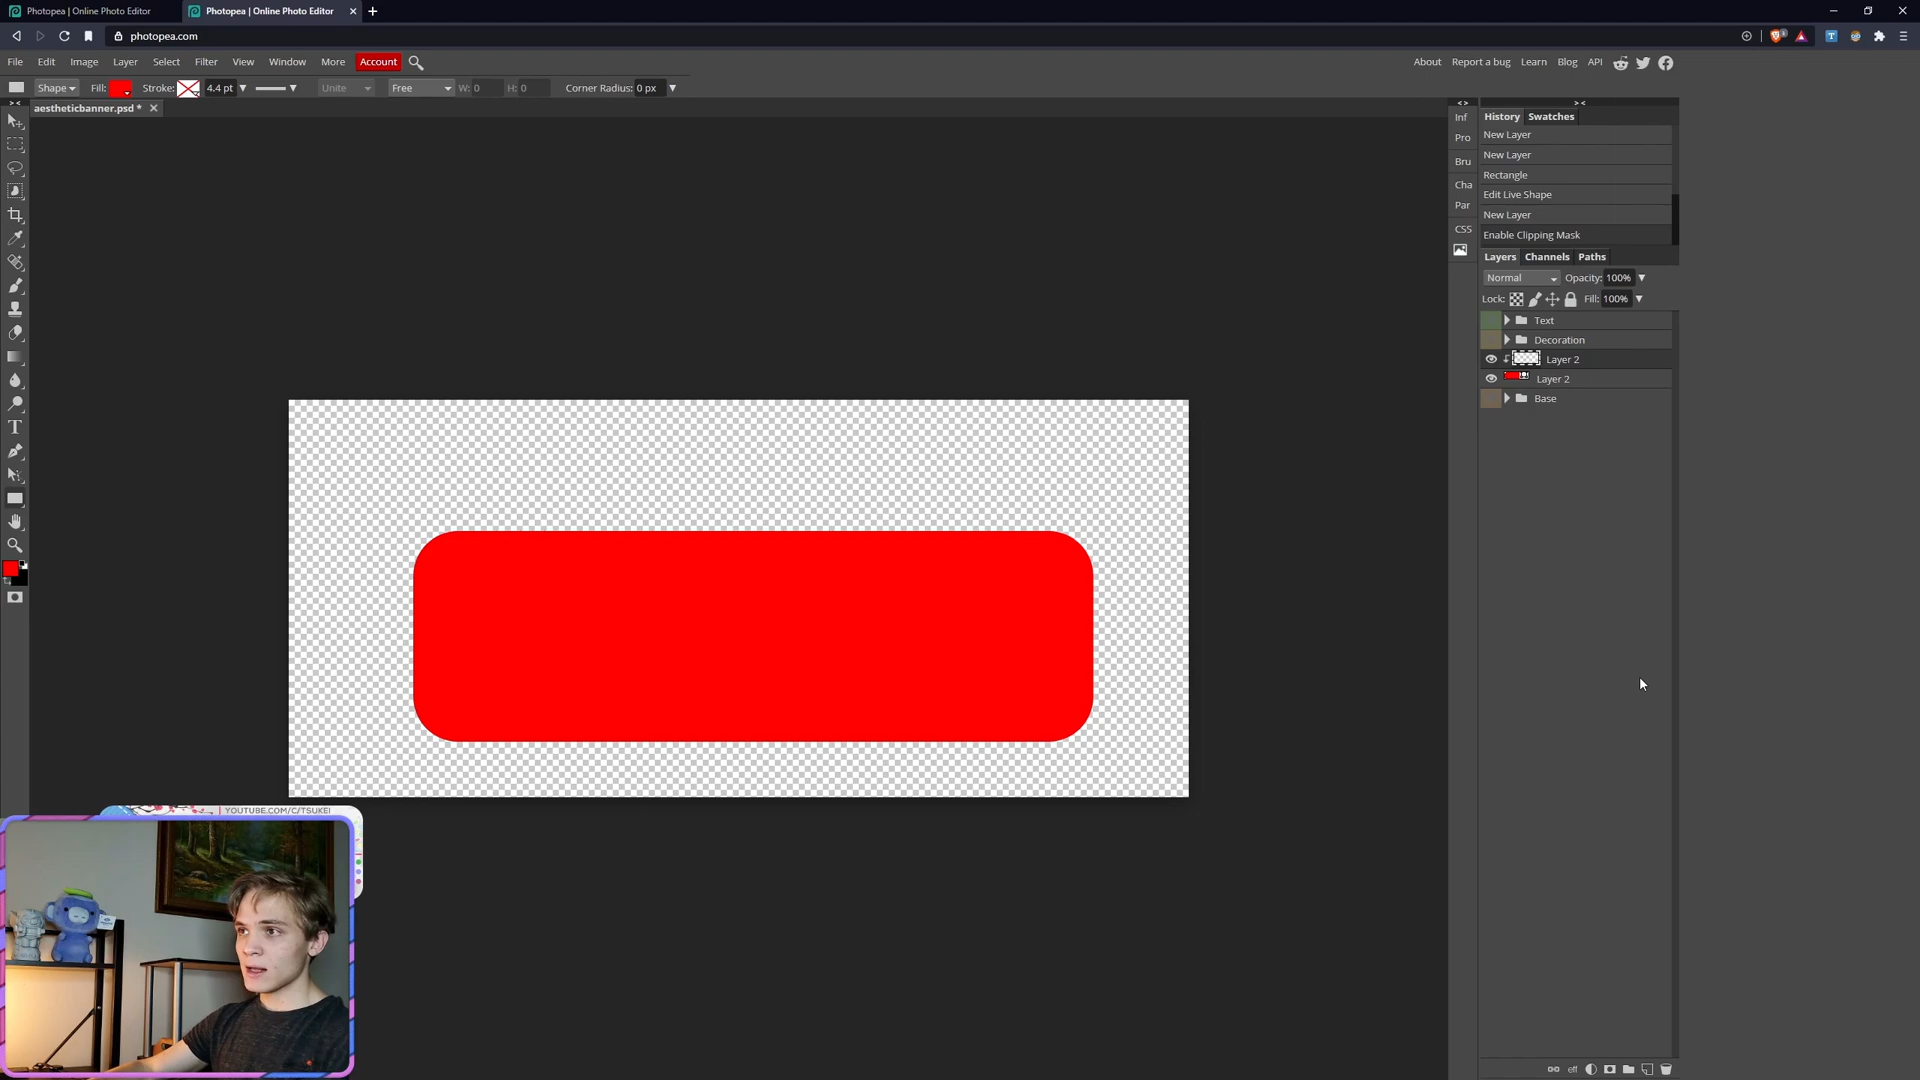 Photopea | Online Photo Editor
Photopea | Online Photo Editor
photopea.com
File Edit Image Layer Select Filter View Window More Account
About Report a bug Learn Blog API
Shape Fill: Stroke: 4.4 pt Unite Free W: 0 H: 0 Corner Radius: 0 px
aestheticbanner.psd *
Inf
Pro
Bru
Cha
Par
CSS
History Swatches
New Layer
New Layer
Rectangle
Edit Live Shape
New Layer
Enable Clipping Mask
Layers Channels Paths
Normal Opacity: 100%
Lock: Fill: 100%
Text
Decoration
Layer 2
Layer 2
Base
eff
YOUTUBE.COM/C/TSUKEI